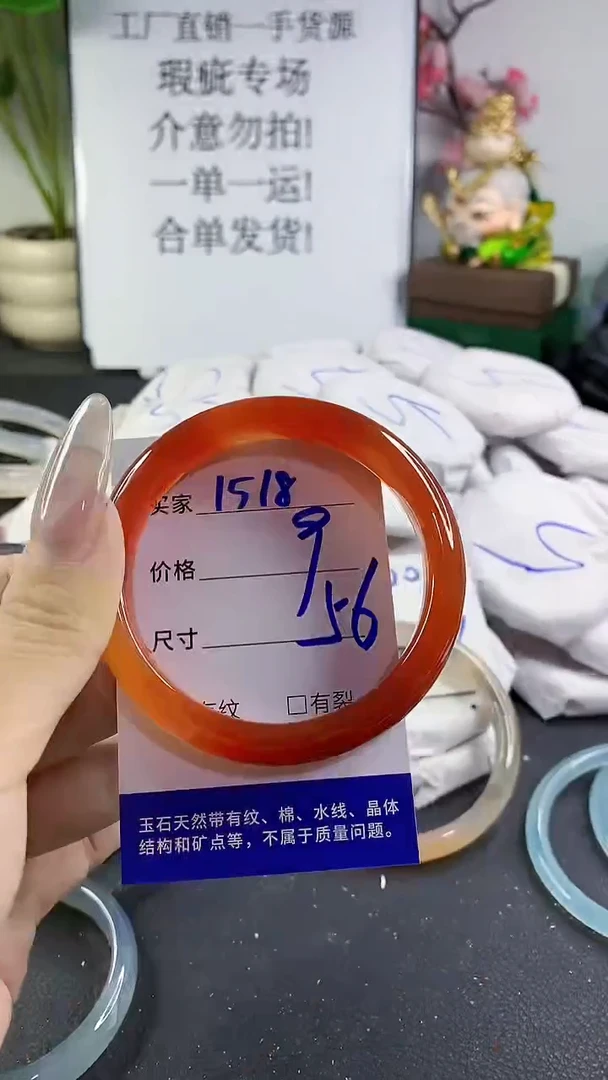 工厂直销一手货源
瑕疵专场
介意勿拍!
一单一运!
合单发货!
买家 1518
价格 9
尺寸 56
有纹 □有裂
玉石天然带有纹、棉、水线、晶体
结构和矿点等，不属于质量问题。